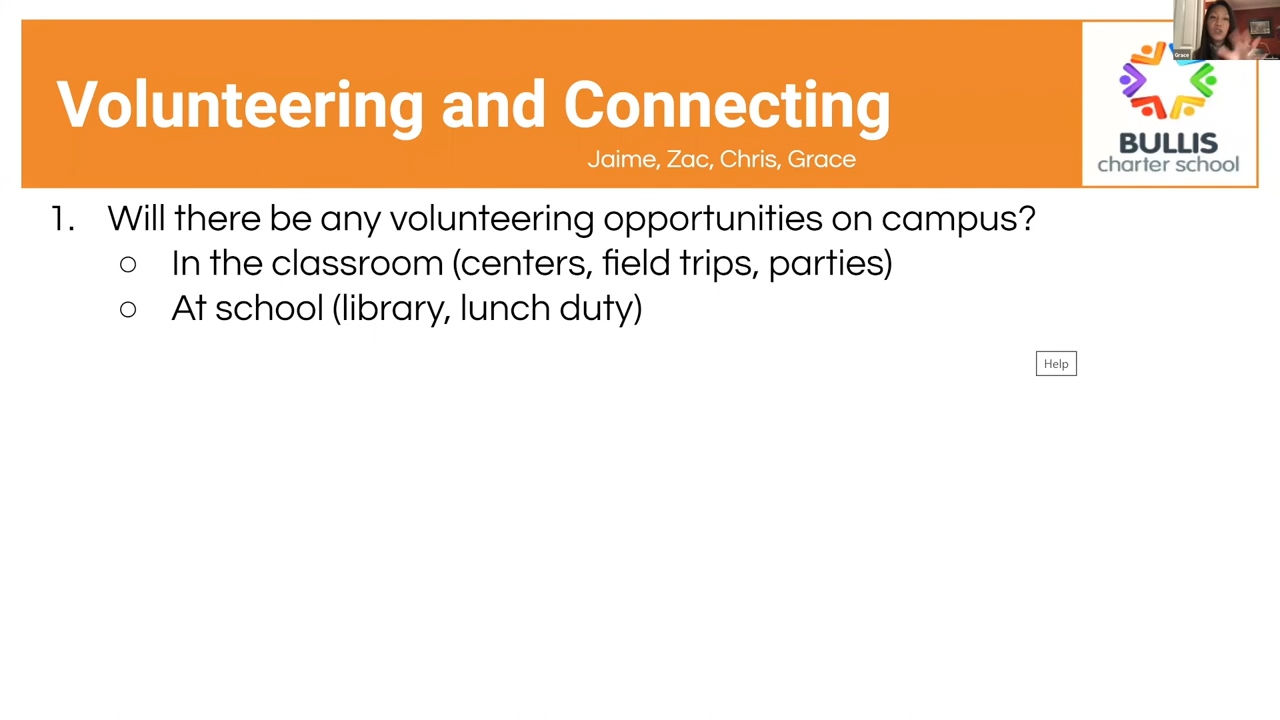 Volunteering and Connecting
Jaime, Zac, Chris, Grace
Grace
BULLIS
charter school
1. Will there be any volunteering opportunities on campus?
○ In the classroom (centers, field trips, parties)
○ At school (library, lunch duty)
Help